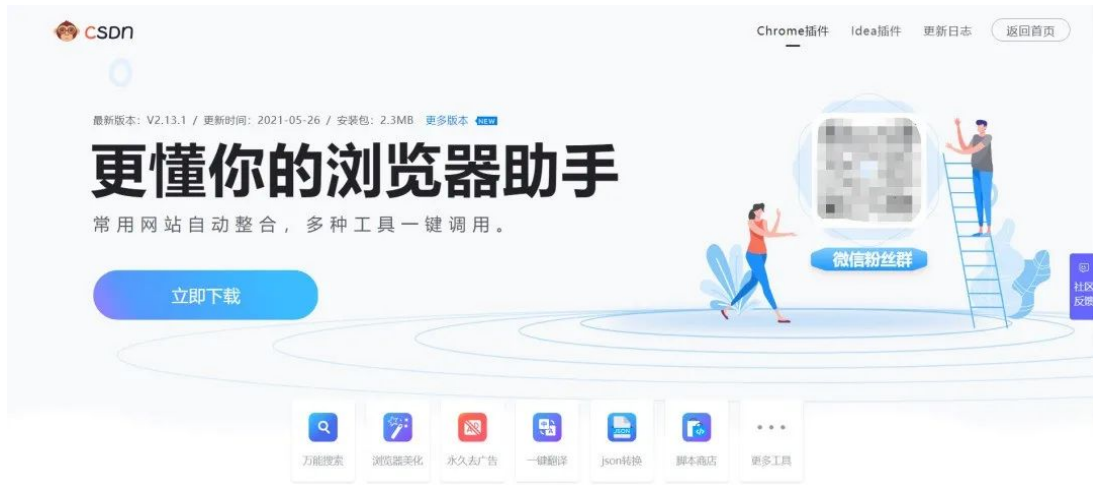 CSDN
Chrome插件 Idea插件 更新日志 返回首页
最新版本：V2.13.1 / 更新时间：2021-05-26 / 安装包：2.3MB 更多版本 NEW
更懂你的浏览器助手
常用网站自动整合，多种工具一键调用。
立即下载
微信粉丝群
社区
反馈
万能搜索 浏览器美化 永久去广告 一键翻译 json转换 脚本商店 更多工具
JSON